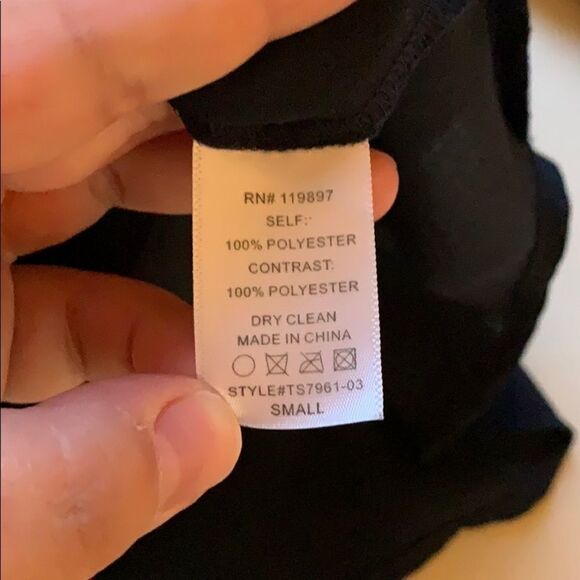 RN# 119897
SELF:
100% POLYESTER
CONTRAST:
100% POLYESTER
DRY CLEAN
MADE IN CHINA
STYLE#TS7961-03
SMALL